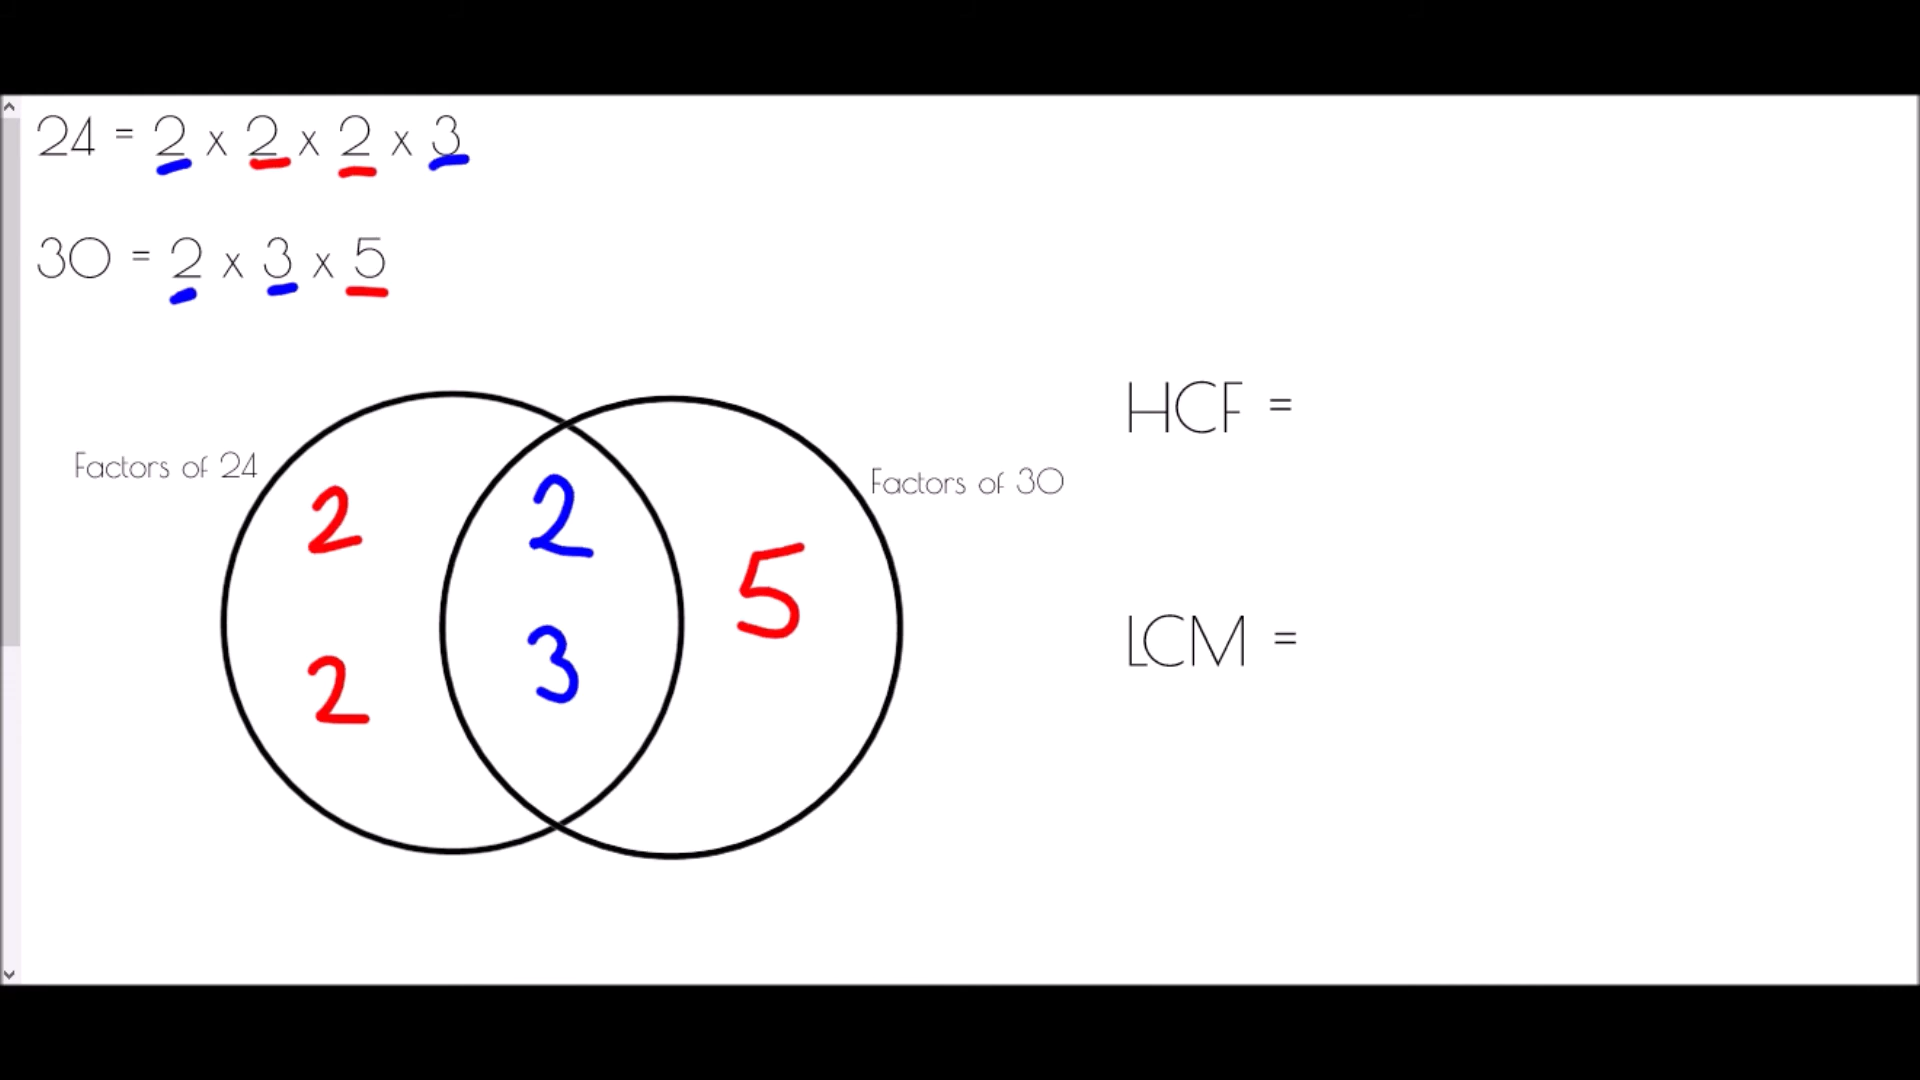 24 = 2 x 2 x 2 x 3
30 = 2 x 3 x 5
HCF =
Factors of 24
Factors of 30
2
2
5
LCM =
3
2